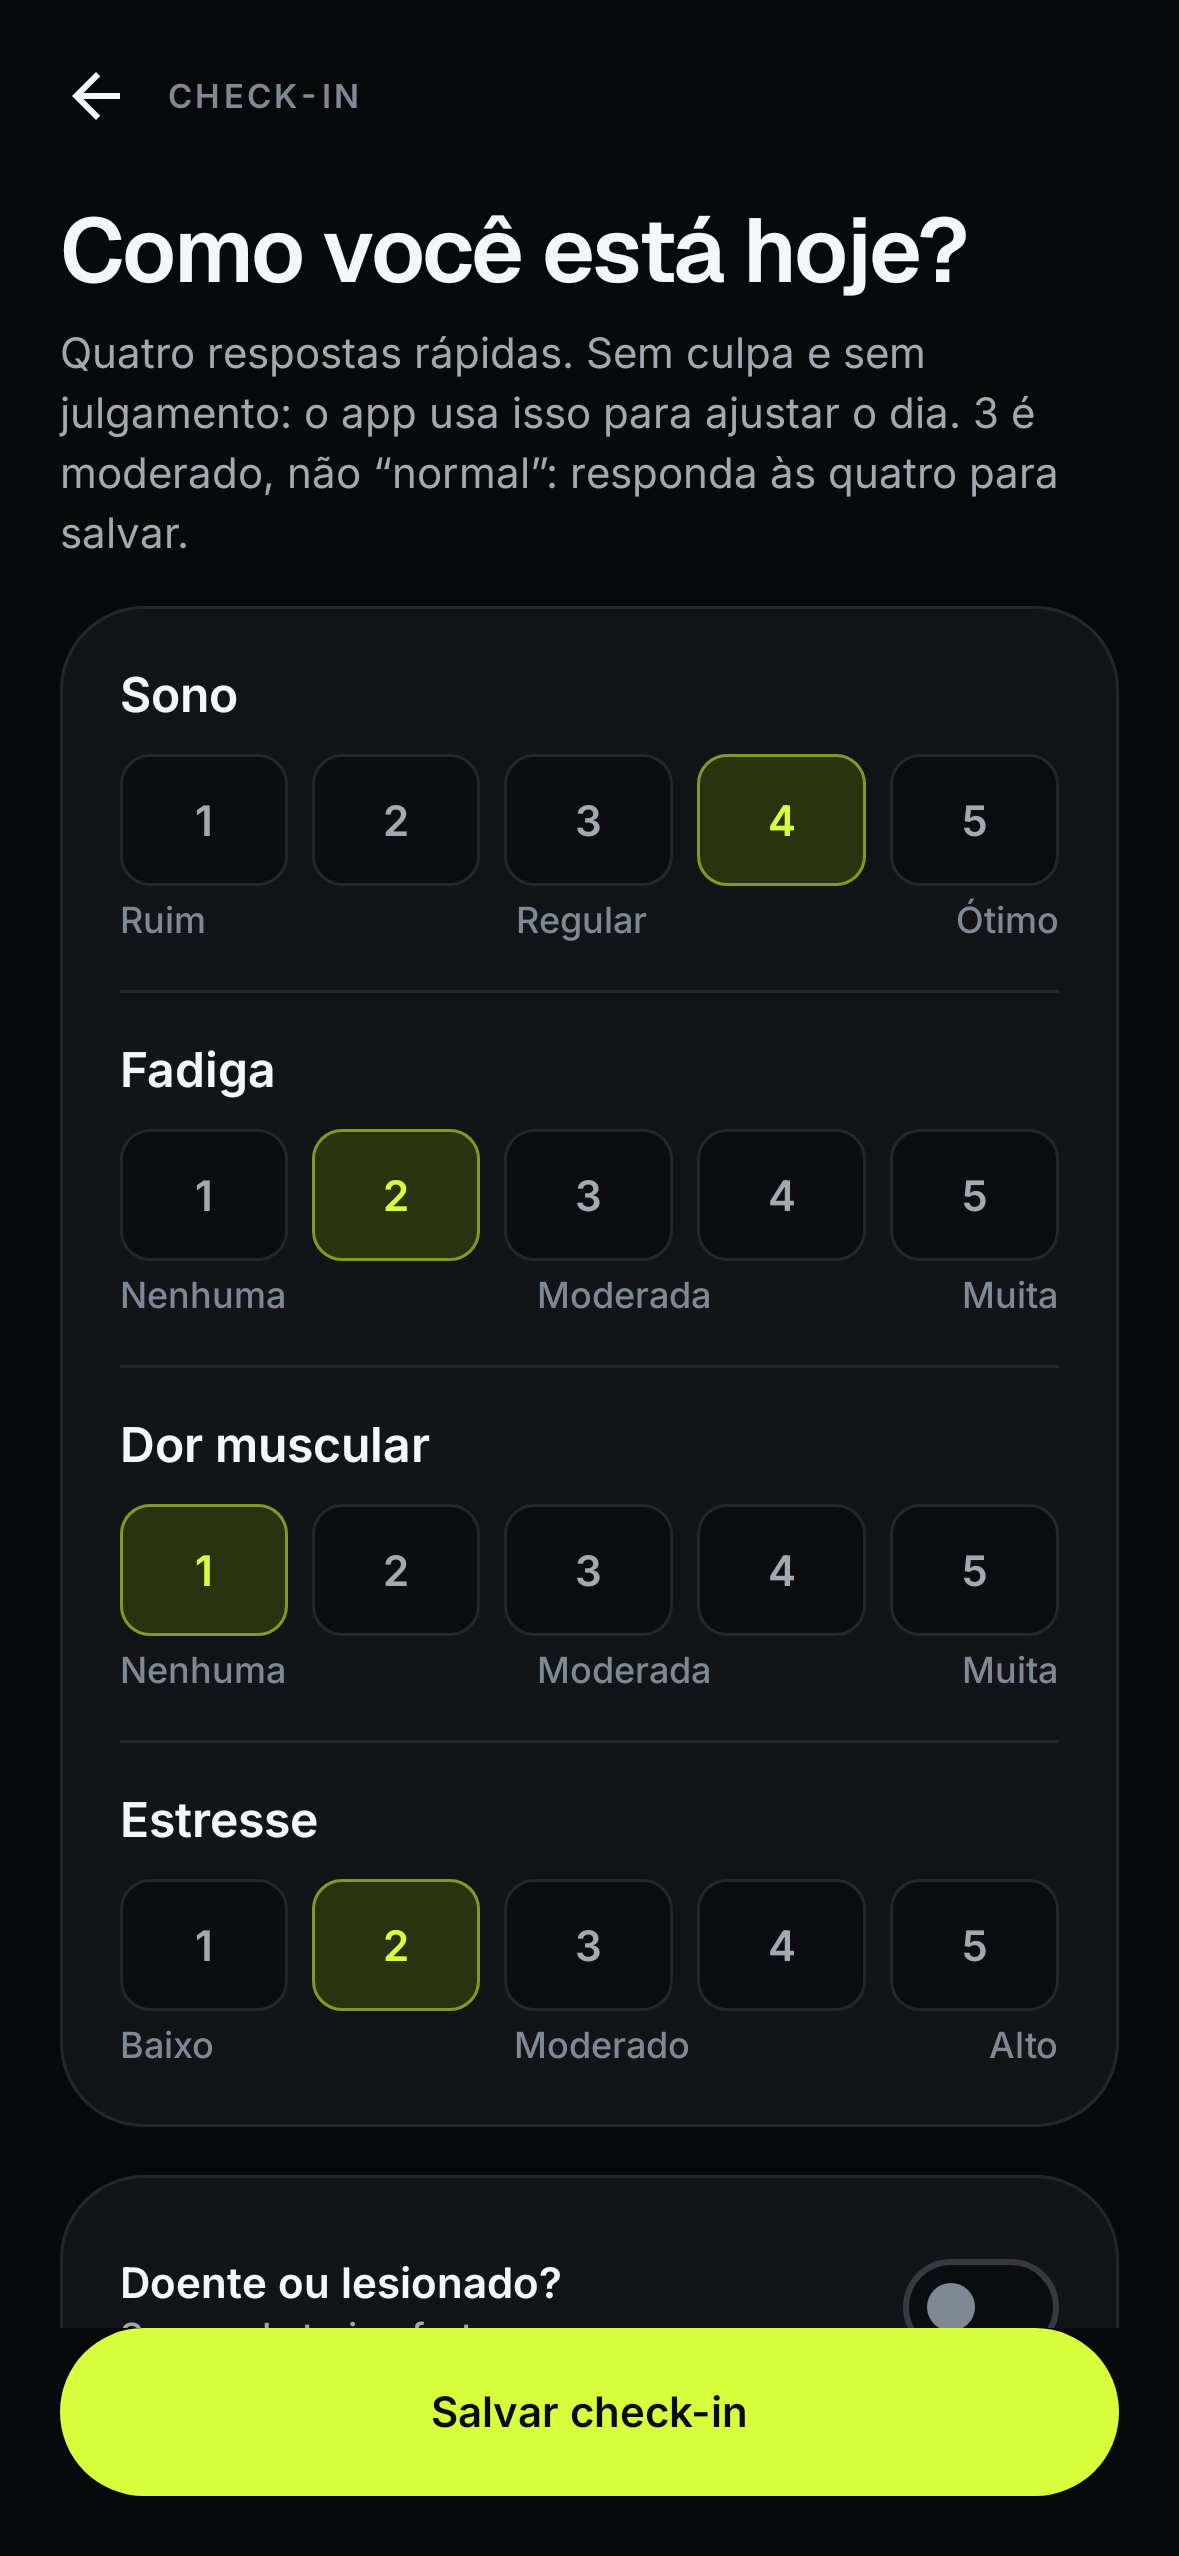 CHECK-IN
Como você está hoje?
Quatro respostas rápidas. Sem culpa e sem
julgamento: o app usa isso para ajustar o dia. 3 é
moderado, não “normal”: responda às quatro para
salvar.
Sono
1 2 3 4 5
Ruim Regular Ótimo
Fadiga
1 2 3 4 5
Nenhuma Moderada Muita
Dor muscular
1 2 3 4 5
Nenhuma Moderada Muita
Estresse
1 2 3 4 5
Baixo Moderado Alto
Doente ou lesionado?
Salvar check-in